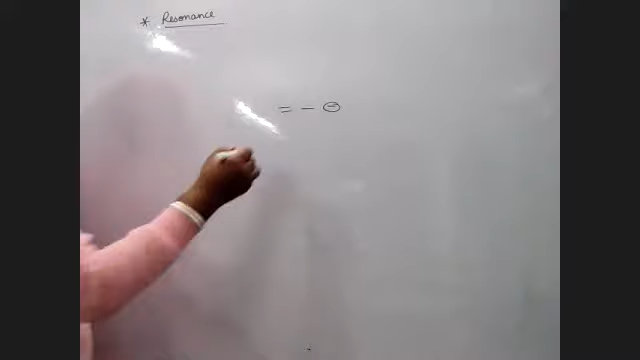 * Resonance
= - ⊖